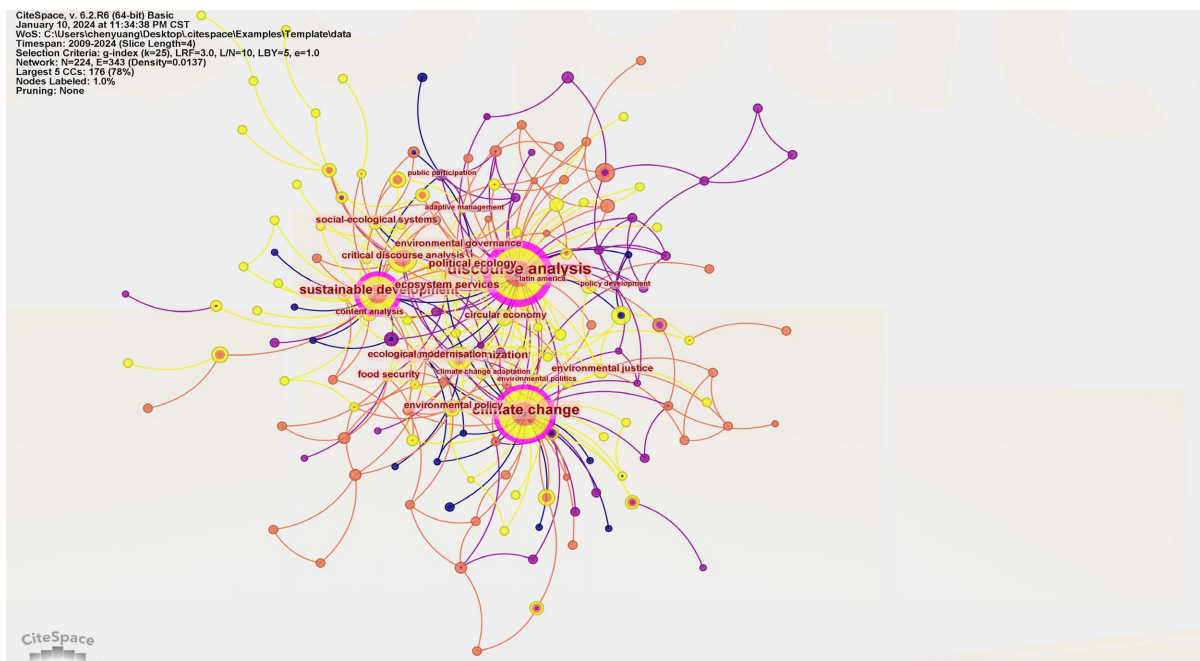 CiteSpace, v. 6.2.R6 (64-bit) Basic
January 10, 2024 at 11:34:38 PM CST
WoS: C:\Users\chenyuang\Desktop\.citespace\Examples\Template\data
Timespan: 2009-2024 (Slice Length=4)
Selection Criteria: g-index (k=25), LRF=3.0, L/N=10, LBY=5, e=1.0
Network: N=224, E=343 (Density=0.0137)
Largest 5 CCs: 176 (78%)
Nodes Labeled: 1.0%
Pruning: None
public participation
adaptive management
social-ecological systems
environmental governance
critical discourse analysis
political ecology
discourse analysis
latin america
sustainable development
ecosystem services
policy development
content analysis
circular economy
ecological modernisation
climate change adaptation
environmental justice
food security
environmental politics
environmental policy
climate change
CiteSpace